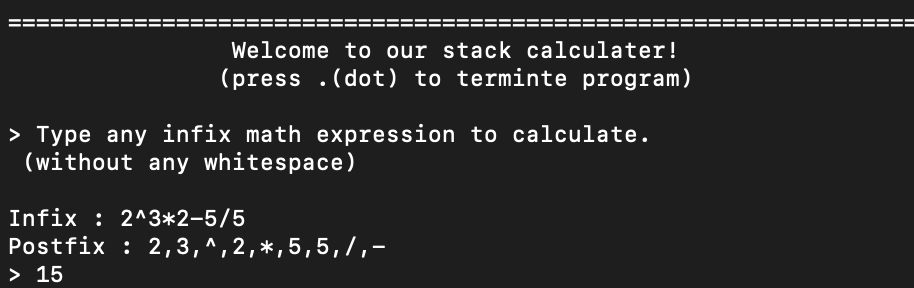 =================================================================
Welcome to our stack calculater!
(press .(dot) to terminte program)
> Type any infix math expression to calculate.
(without any whitespace)
Infix : 2^3*2-5/5
Postfix : 2,3,^,2,*,5,5,/,-
> 15